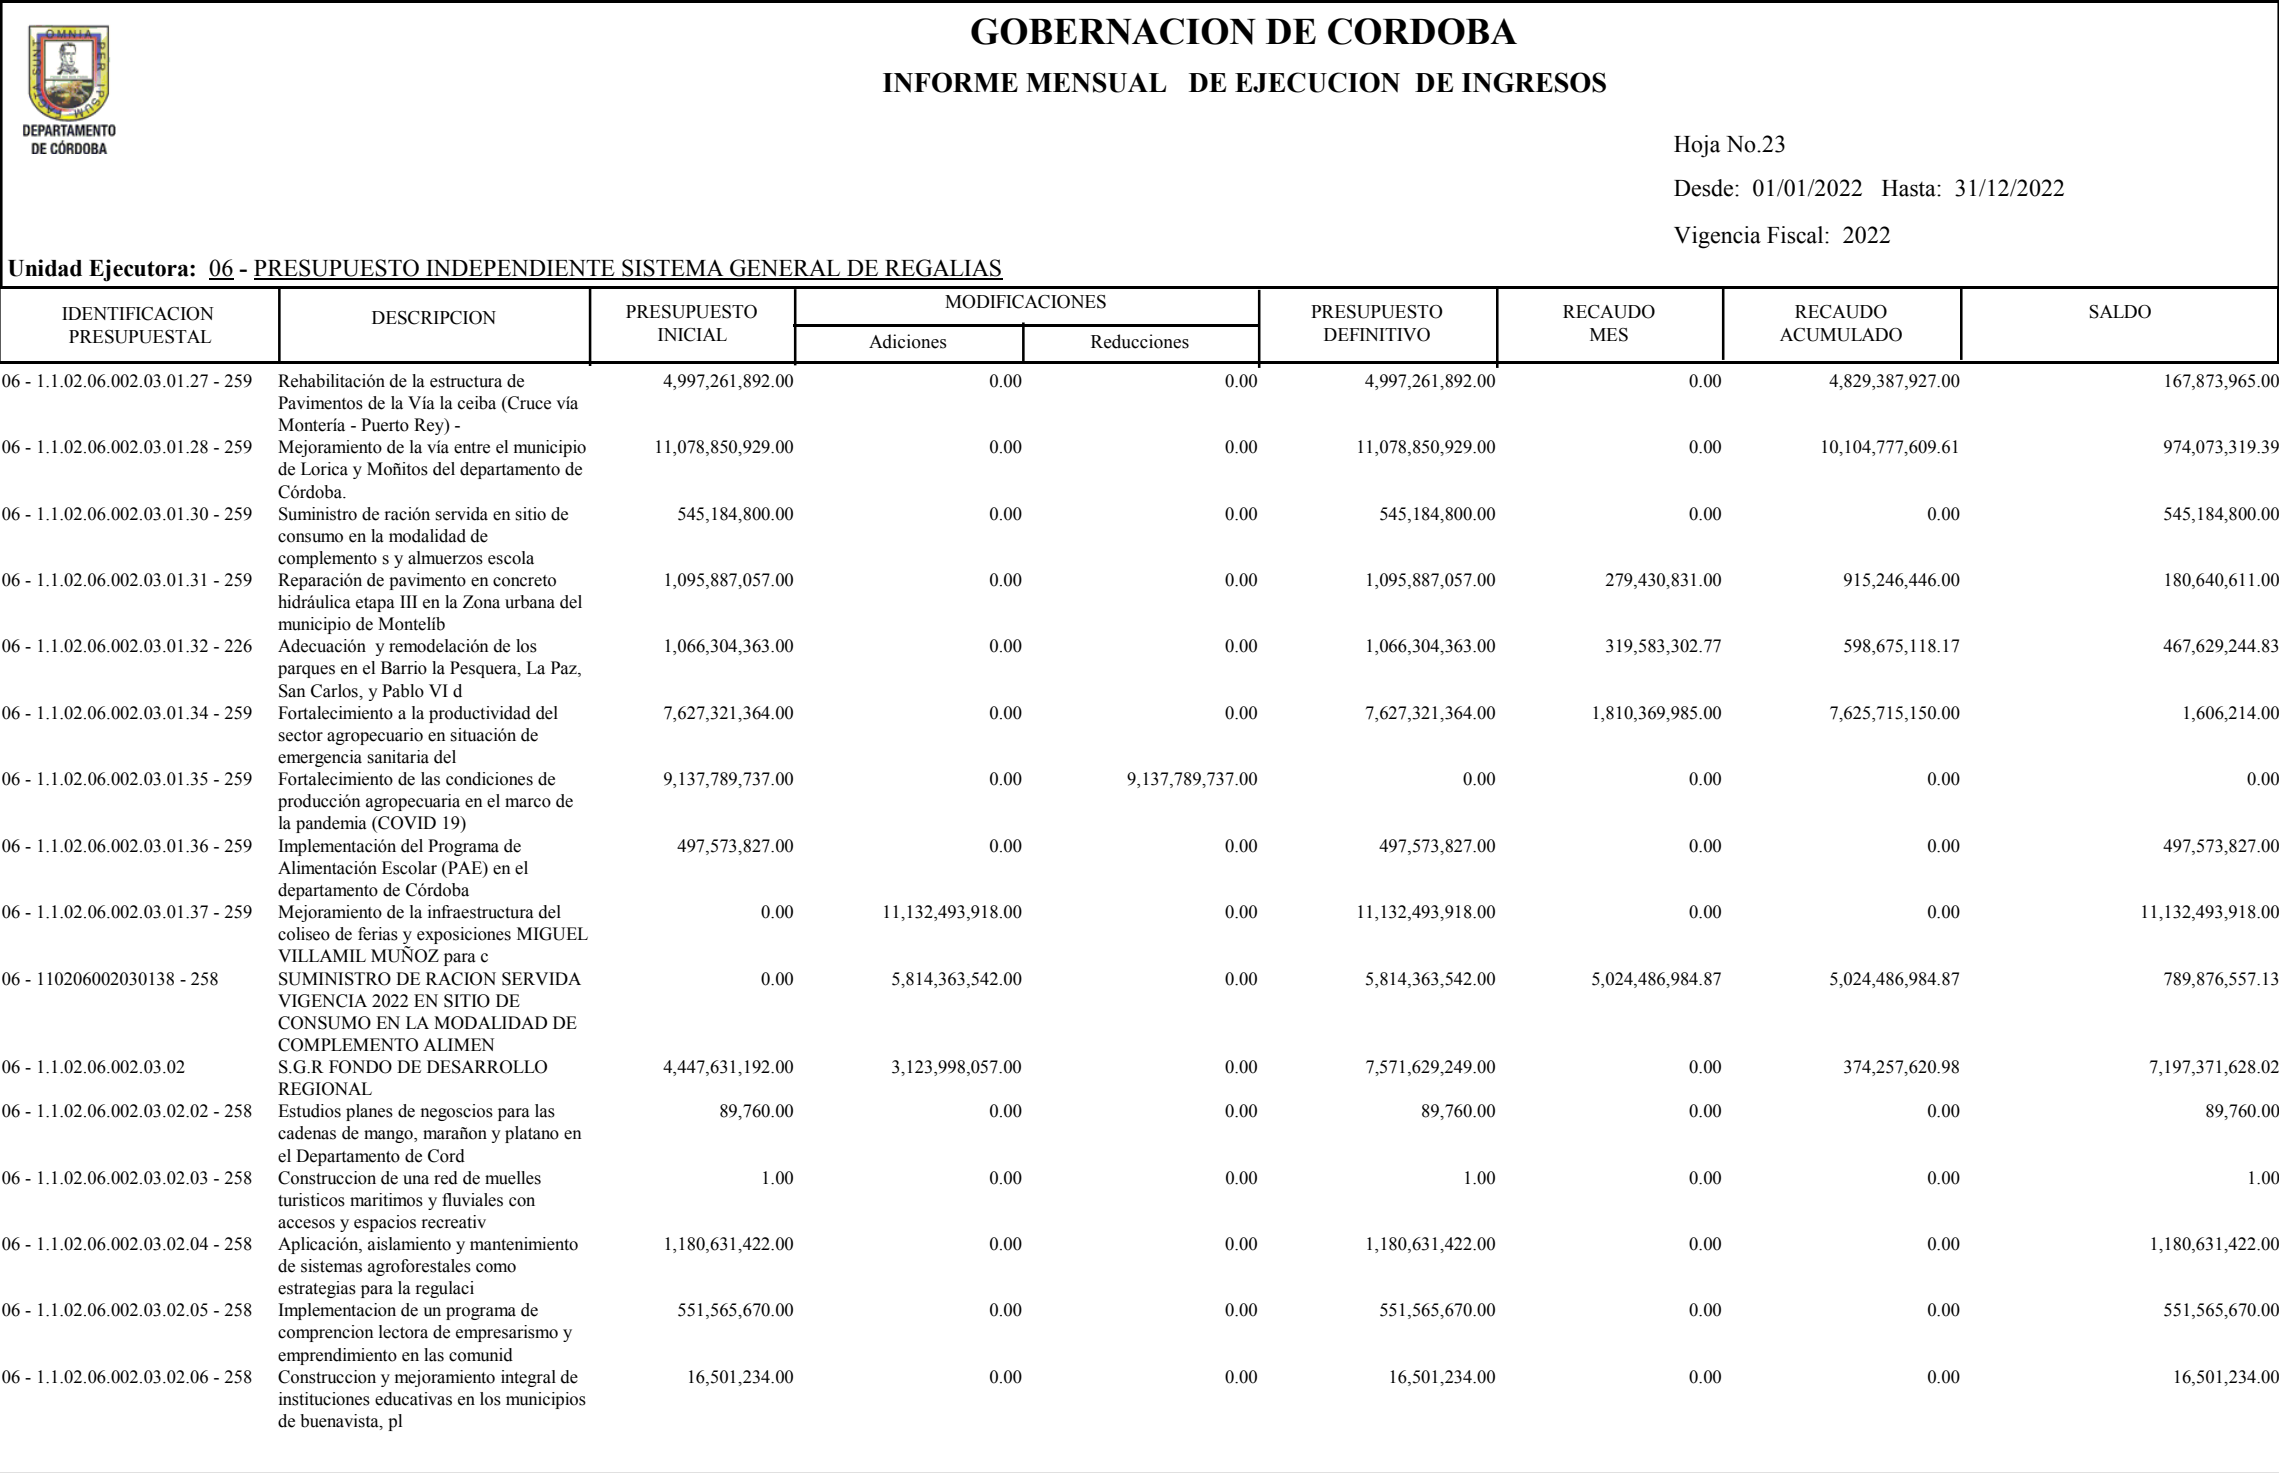 GOBERNACION DE CORDOBA
INFORME MENSUAL DE EJECUCION DE INGRESOS
OMNIA PER IPSUM FACTA SUNT
DEPARTAMENTO
DE CÓRDOBA
Hoja No.23
Desde: 01/01/2022 Hasta: 31/12/2022
Vigencia Fiscal: 2022
Unidad Ejecutora: 06 - PRESUPUESTO INDEPENDIENTE SISTEMA GENERAL DE REGALIAS
IDENTIFICACION PRESUPUESTAL DESCRIPCION PRESUPUESTO INICIAL MODIFICACIONES Adiciones Reducciones PRESUPUESTO DEFINITIVO RECAUDO MES RECAUDO ACUMULADO SALDO
06 - 1.1.02.06.002.03.01.27 - 259 Rehabilitación de la estructura de 4,997,261,892.00 0.00 0.00 4,997,261,892.00 0.00 4,829,387,927.00 167,873,965.00
Pavimentos de la Vía la ceiba (Cruce vía
Montería - Puerto Rey) -
06 - 1.1.02.06.002.03.01.28 - 259 Mejoramiento de la vía entre el municipio 11,078,850,929.00 0.00 0.00 11,078,850,929.00 0.00 10,104,777,609.61 974,073,319.39
de Lorica y Moñitos del departamento de
Córdoba.
06 - 1.1.02.06.002.03.01.30 - 259 Suministro de ración servida en sitio de 545,184,800.00 0.00 0.00 545,184,800.00 0.00 0.00 545,184,800.00
consumo en la modalidad de
complemento s y almuerzos escola
06 - 1.1.02.06.002.03.01.31 - 259 Reparación de pavimento en concreto 1,095,887,057.00 0.00 0.00 1,095,887,057.00 279,430,831.00 915,246,446.00 180,640,611.00
hidráulica etapa III en la Zona urbana del
municipio de Montelíb
06 - 1.1.02.06.002.03.01.32 - 226 Adecuación y remodelación de los 1,066,304,363.00 0.00 0.00 1,066,304,363.00 319,583,302.77 598,675,118.17 467,629,244.83
parques en el Barrio la Pesquera, La Paz,
San Carlos, y Pablo VI d
06 - 1.1.02.06.002.03.01.34 - 259 Fortalecimiento a la productividad del 7,627,321,364.00 0.00 0.00 7,627,321,364.00 1,810,369,985.00 7,625,715,150.00 1,606,214.00
sector agropecuario en situación de
emergencia sanitaria del
06 - 1.1.02.06.002.03.01.35 - 259 Fortalecimiento de las condiciones de 9,137,789,737.00 0.00 9,137,789,737.00 0.00 0.00 0.00 0.00
producción agropecuaria en el marco de
la pandemia (COVID 19)
06 - 1.1.02.06.002.03.01.36 - 259 Implementación del Programa de 497,573,827.00 0.00 0.00 497,573,827.00 0.00 0.00 497,573,827.00
Alimentación Escolar (PAE) en el
departamento de Córdoba
06 - 1.1.02.06.002.03.01.37 - 259 Mejoramiento de la infraestructura del 0.00 11,132,493,918.00 0.00 11,132,493,918.00 0.00 0.00 11,132,493,918.00
coliseo de ferias y exposiciones MIGUEL
VILLAMIL MUÑOZ para c
06 - 110206002030138 - 258 SUMINISTRO DE RACION SERVIDA 0.00 5,814,363,542.00 0.00 5,814,363,542.00 5,024,486,984.87 5,024,486,984.87 789,876,557.13
VIGENCIA 2022 EN SITIO DE
CONSUMO EN LA MODALIDAD DE
COMPLEMENTO ALIMEN
06 - 1.1.02.06.002.03.02 S.G.R FONDO DE DESARROLLO 4,447,631,192.00 3,123,998,057.00 0.00 7,571,629,249.00 0.00 374,257,620.98 7,197,371,628.02
REGIONAL
06 - 1.1.02.06.002.03.02.02 - 258 Estudios planes de negoscios para las 89,760.00 0.00 0.00 89,760.00 0.00 0.00 89,760.00
cadenas de mango, marañon y platano en
el Departamento de Cord
06 - 1.1.02.06.002.03.02.03 - 258 Construccion de una red de muelles 1.00 0.00 0.00 1.00 0.00 0.00 1.00
turisticos maritimos y fluviales con
accesos y espacios recreativ
06 - 1.1.02.06.002.03.02.04 - 258 Aplicación, aislamiento y mantenimiento 1,180,631,422.00 0.00 0.00 1,180,631,422.00 0.00 0.00 1,180,631,422.00
de sistemas agroforestales como
estrategias para la regulaci
06 - 1.1.02.06.002.03.02.05 - 258 Implementacion de un programa de 551,565,670.00 0.00 0.00 551,565,670.00 0.00 0.00 551,565,670.00
comprencion lectora de empresarismo y
emprendimiento en las comunid
06 - 1.1.02.06.002.03.02.06 - 258 Construccion y mejoramiento integral de 16,501,234.00 0.00 0.00 16,501,234.00 0.00 0.00 16,501,234.00
instituciones educativas en los municipios
de buenavista, pl